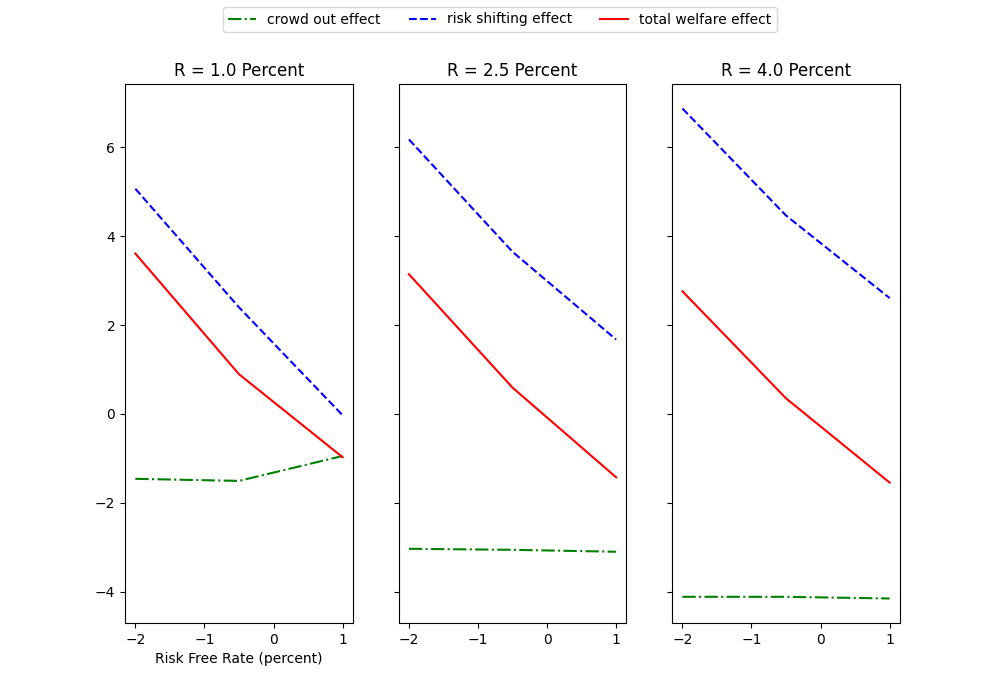 crowd out effect risk shifting effect total welfare effect
R = 1.0 Percent R = 2.5 Percent R = 4.0 Percent
6
4
2
0
−2
−4
−2 −1 0 1 −2 −1 0 1 −2 −1 0 1
Risk Free Rate (percent)